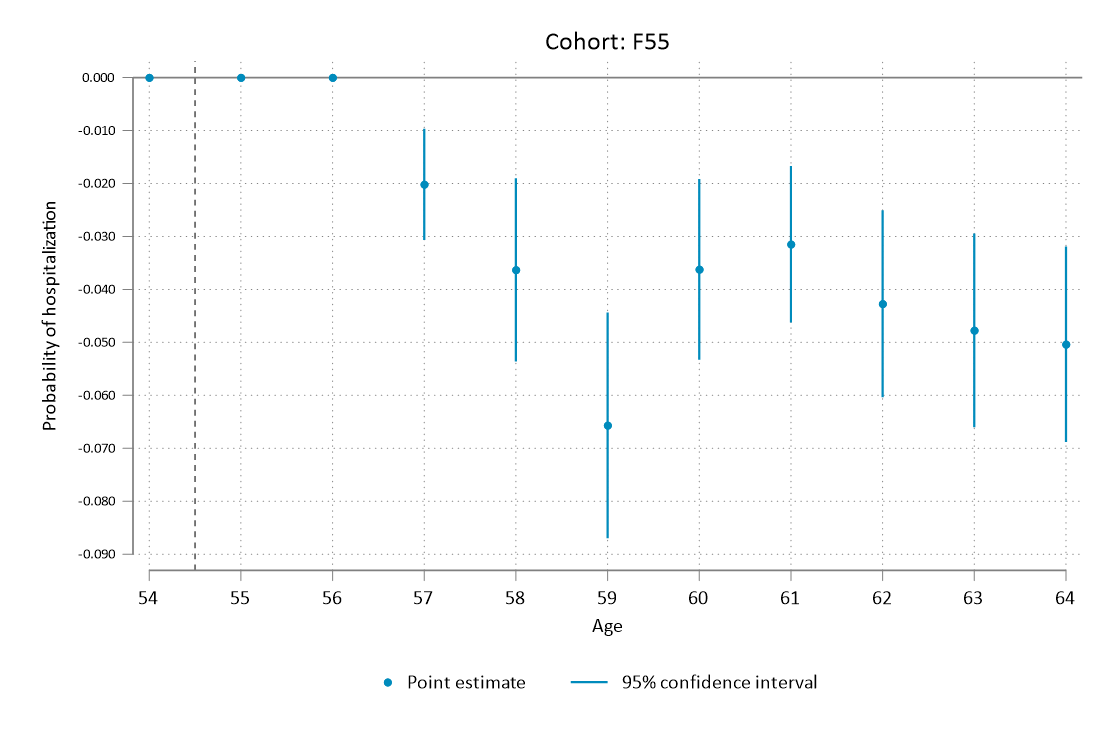 Cohort: F55
0.000
-0.010
-0.020
-0.030
-0.040
-0.050
-0.060
-0.070
-0.080
-0.090
Probability of hospitalization
54 55 56 57 58 59 60 61 62 63 64
Age
Point estimate 95% confidence interval